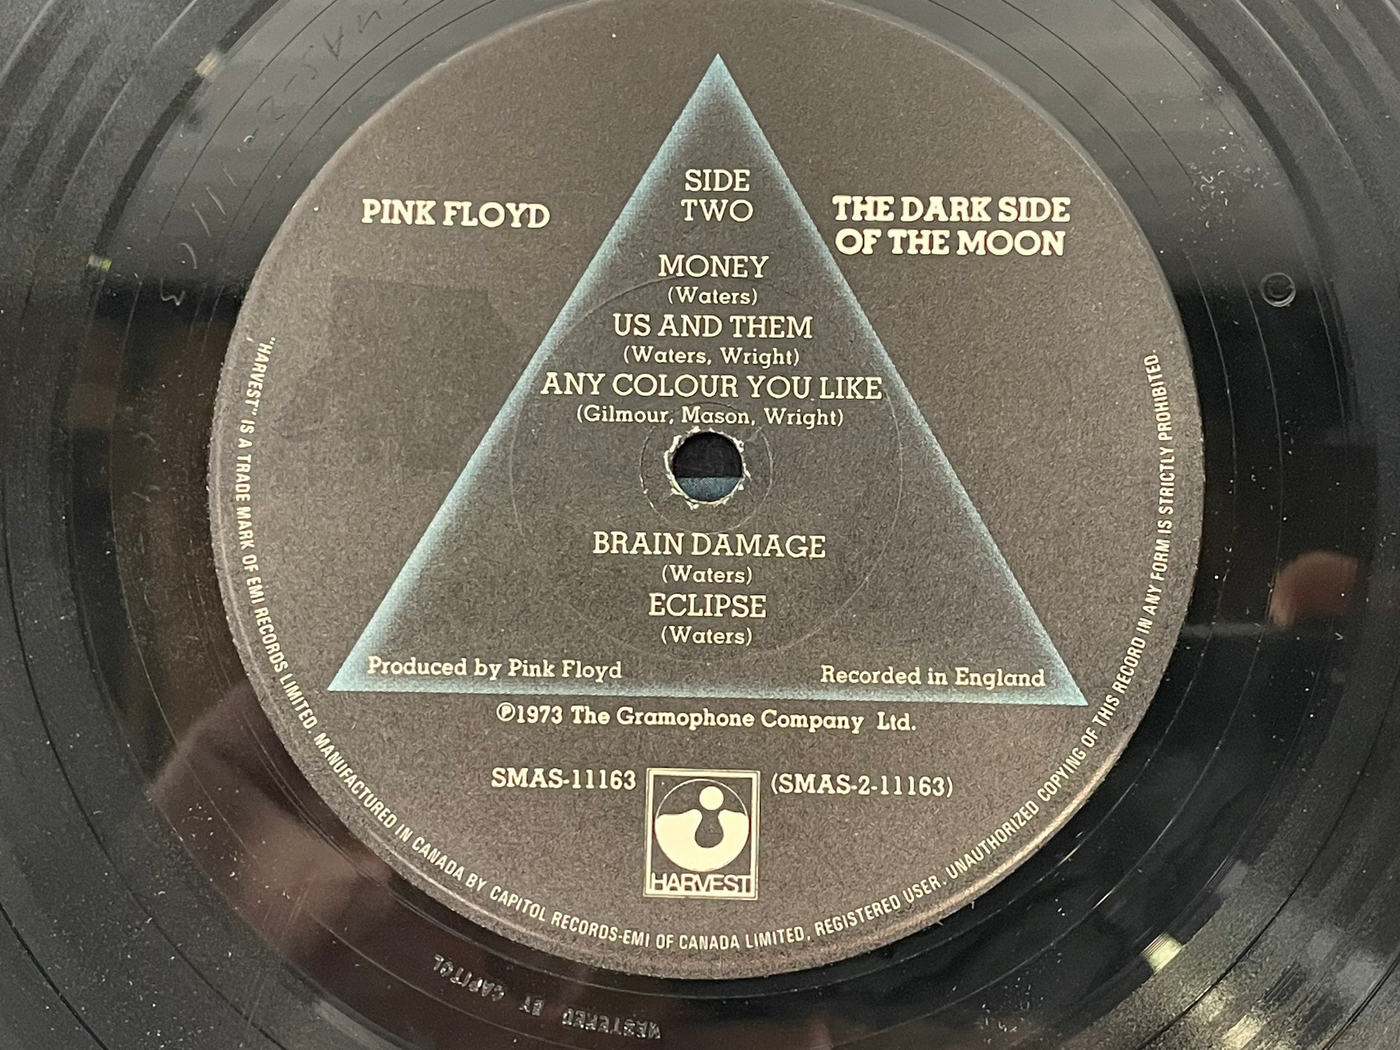 PINK FLOYD
THE DARK SIDE
OF THE MOON
SIDE
TWO
MONEY
(Waters)
US AND THEM
(Waters, Wright)
ANY COLOUR YOU LIKE
(Gilmour, Mason, Wright)
BRAIN DAMAGE
(Waters)
ECLIPSE
(Waters)
Produced by Pink Floyd
Recorded in England
℗1973 The Gramophone Company Ltd.
SMAS-11163
(SMAS-2-11163)
HARVEST
"HARVEST" IS A TRADE MARK OF EMI RECORDS LIMITED. MANUFACTURED IN CANADA BY CAPITOL RECORDS-EMI OF CANADA LIMITED, REGISTERED USER. UNAUTHORIZED COPYING OF THIS RECORD IN ANY FORM IS STRICTLY PROHIBITED.
MASTERED BY CAPITOL